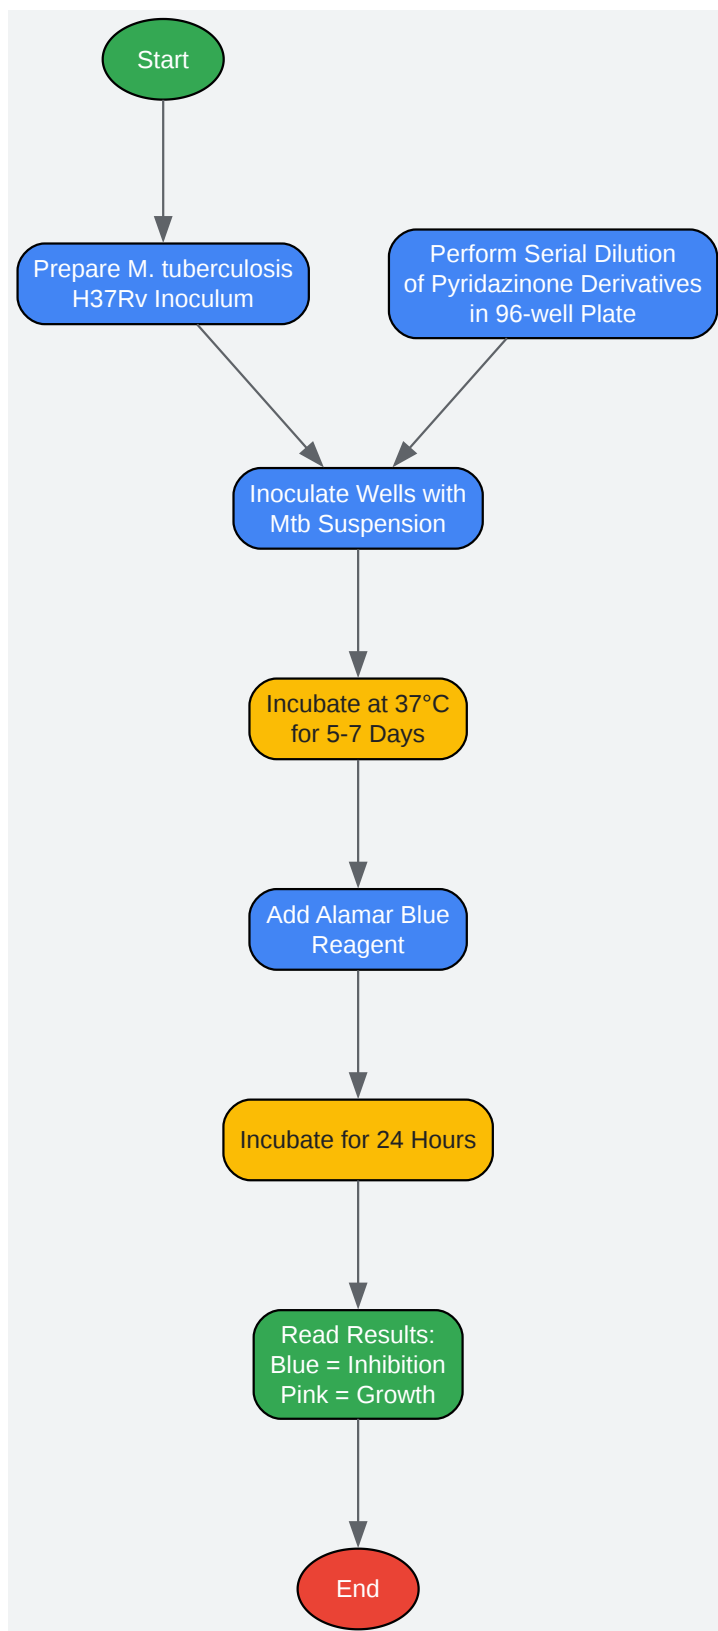 Start
Prepare M. tuberculosis
H37Rv Inoculum
Perform Serial Dilution
of Pyridazinone Derivatives
in 96-well Plate
Inoculate Wells with
Mtb Suspension
Incubate at 37°C
for 5-7 Days
Add Alamar Blue
Reagent
Incubate for 24 Hours
Read Results:
Blue = Inhibition
Pink = Growth
End